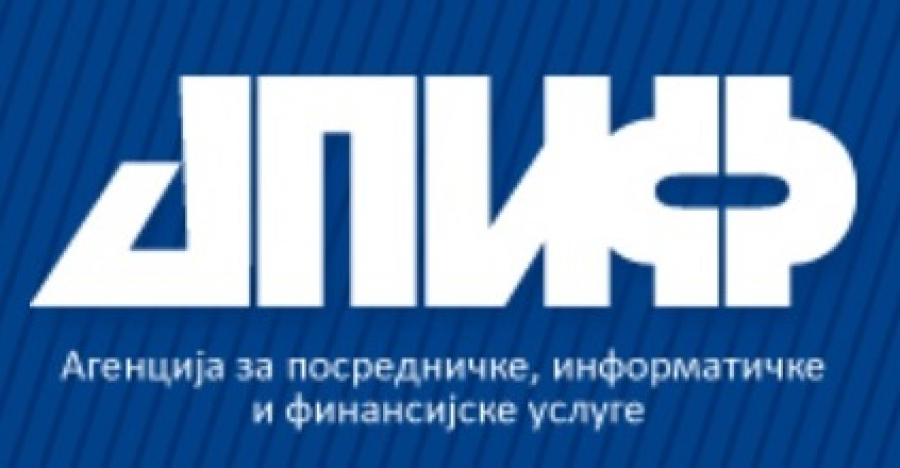 АПИФ
Агенција за посредничке, информатичке
и финансијске услуге